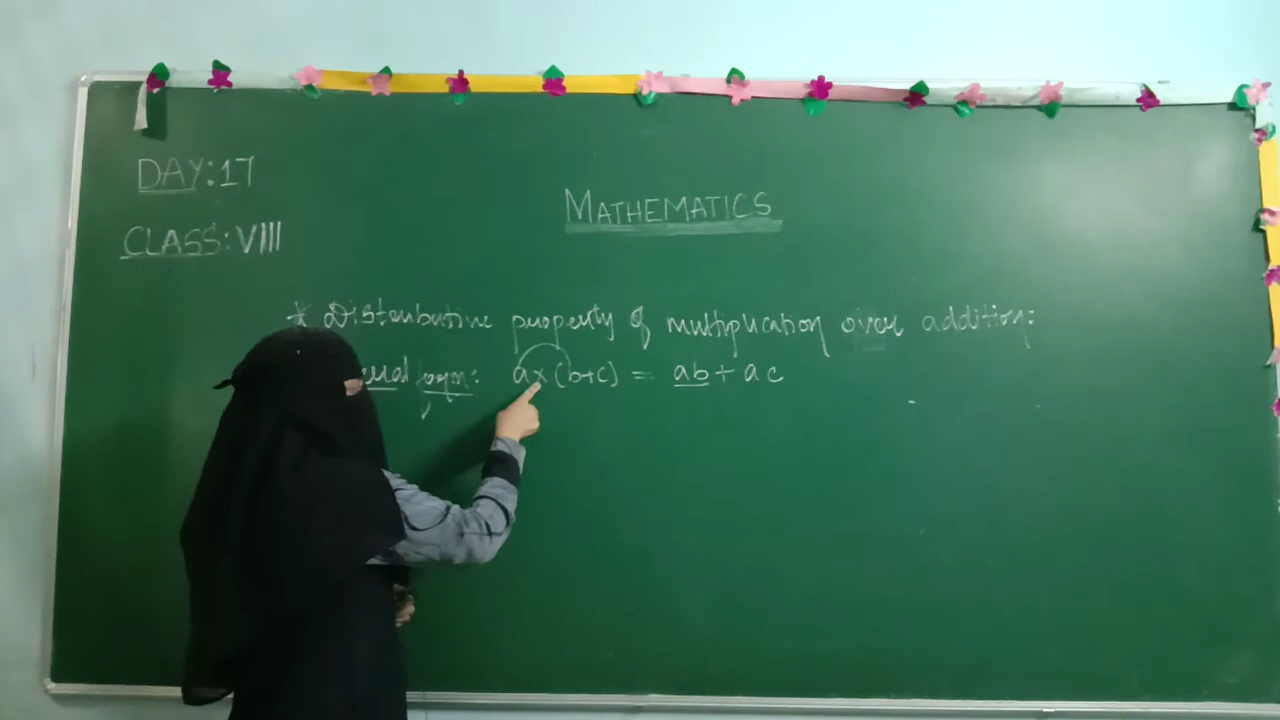 DAY:17
MATHEMATICS
CLASS:VIII
* Distributive property of multiplication over addition:
form: a×(b+c) = ab + ac